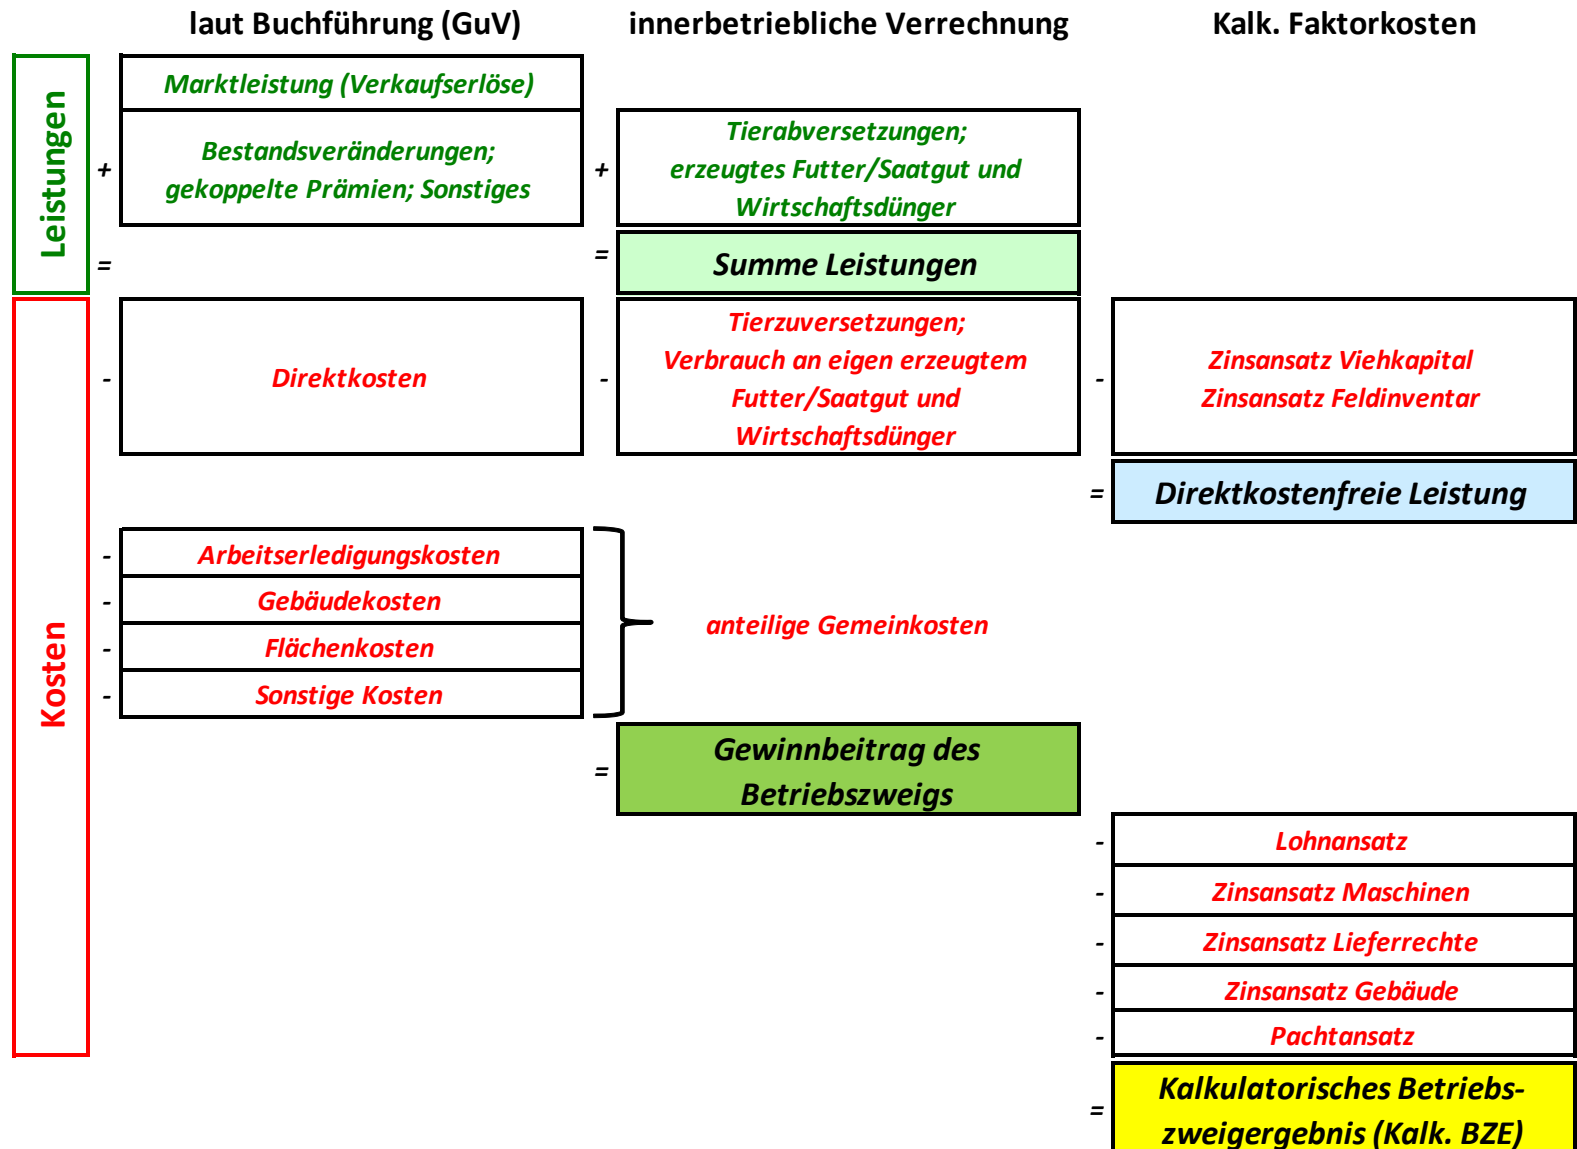 laut Buchführung (GuV)
innerbetriebliche Verrechnung
Kalk. Faktorkosten
Leistungen
Marktleistung (Verkaufserlöse)
+
Bestandsveränderungen;
gekoppelte Prämien; Sonstiges
+
Tierabversetzungen;
erzeugtes Futter/Saatgut und
Wirtschaftsdünger
=
=
Summe Leistungen
Kosten
-
Direktkosten
-
Tierzuversetzungen;
Verbrauch an eigen erzeugtem
Futter/Saatgut und
Wirtschaftsdünger
-
Zinsansatz Viehkapital
Zinsansatz Feldinventar
=
Direktkostenfreie Leistung
-
Arbeitserledigungskosten
-
Gebäudekosten
-
Flächenkosten
-
Sonstige Kosten
anteilige Gemeinkosten
=
Gewinnbeitrag des
Betriebszweigs
-
Lohnansatz
-
Zinsansatz Maschinen
-
Zinsansatz Lieferrechte
-
Zinsansatz Gebäude
-
Pachtansatz
=
Kalkulatorisches Betriebs-
zweigergebnis (Kalk. BZE)